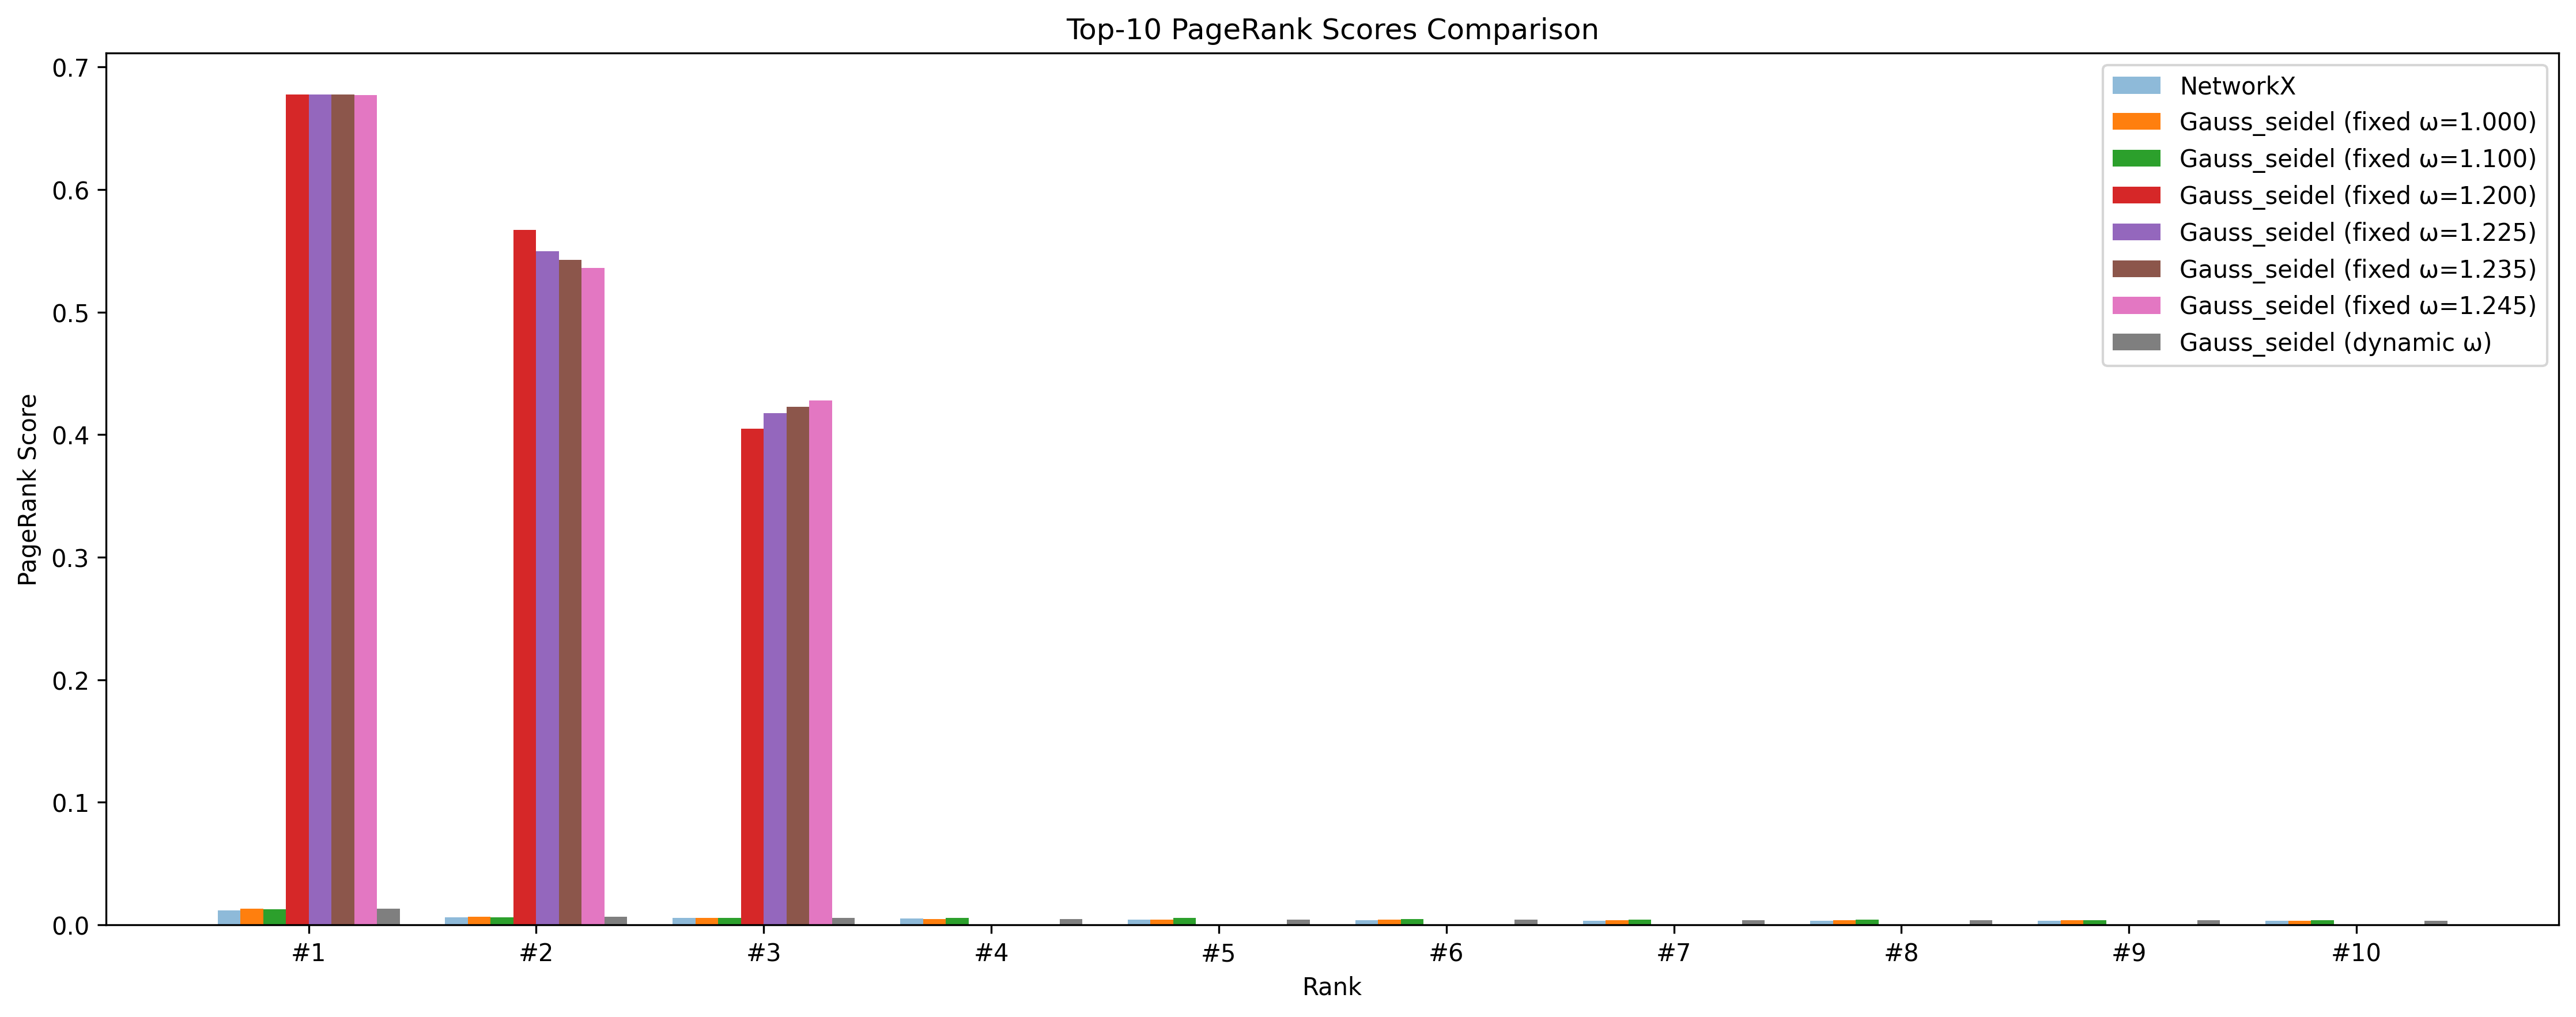 Top-10 PageRank Scores Comparison
PageRank Score
0.7
0.6
0.5
0.4
0.3
0.2
0.1
0.0
NetworkX
Gauss_seidel (fixed ω=1.000)
Gauss_seidel (fixed ω=1.100)
Gauss_seidel (fixed ω=1.200)
Gauss_seidel (fixed ω=1.225)
Gauss_seidel (fixed ω=1.235)
Gauss_seidel (fixed ω=1.245)
Gauss_seidel (dynamic ω)
#1 #2 #3 #4 #5 #6 #7 #8 #9 #10
Rank